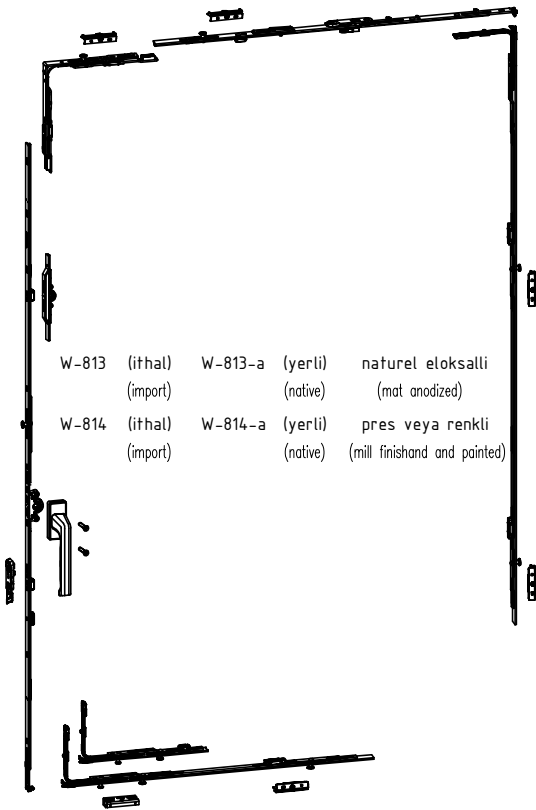 W-813 (ithal) W-813-a (yerli) naturel eloksalli
(import) (native) (mat anodized)
W-814 (ithal) W-814-a (yerli) pres veya renkli
(import) (native) (mill finishand and painted)